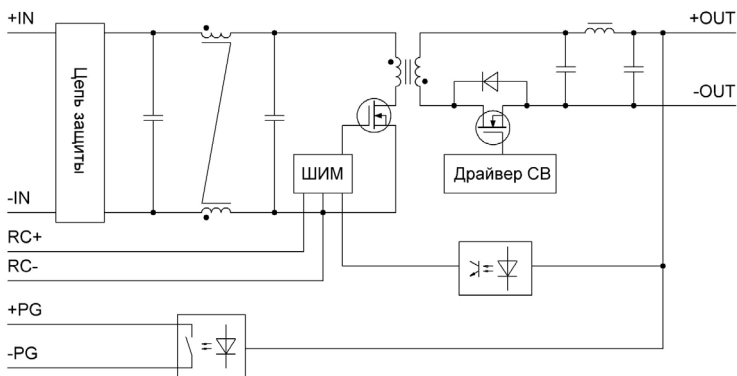 +IN
+OUT
Цепь защиты
-OUT
ШИМ
Драйвер СВ
-IN
RC+
RC-
+PG
-PG